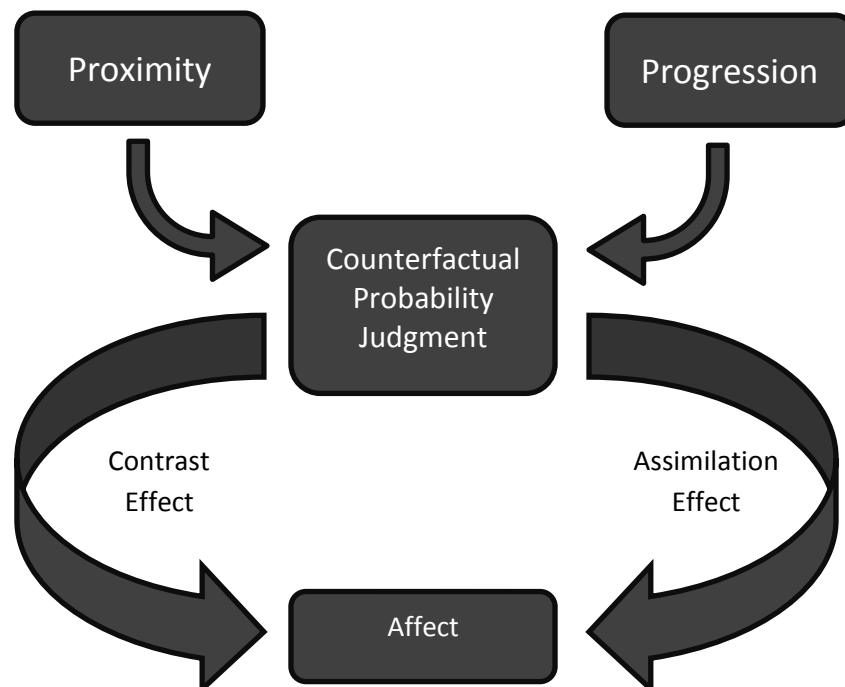 Proximity
Progression
Counterfactual
Probability
Judgment
Contrast
Effect
Assimilation
Effect
Affect